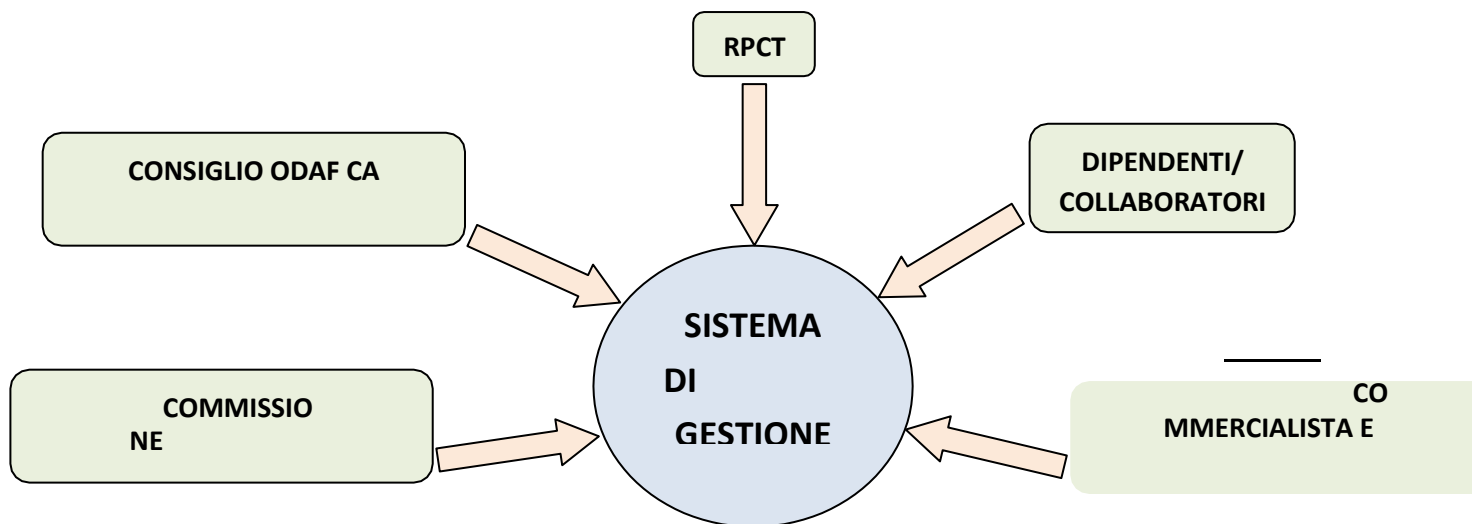 RPCT
CONSIGLIO ODAF CA
DIPENDENTI/
COLLABORATORI
SISTEMA
DI
GESTIONE
COMMISSIO
NE
CO
MMERCIALISTA E